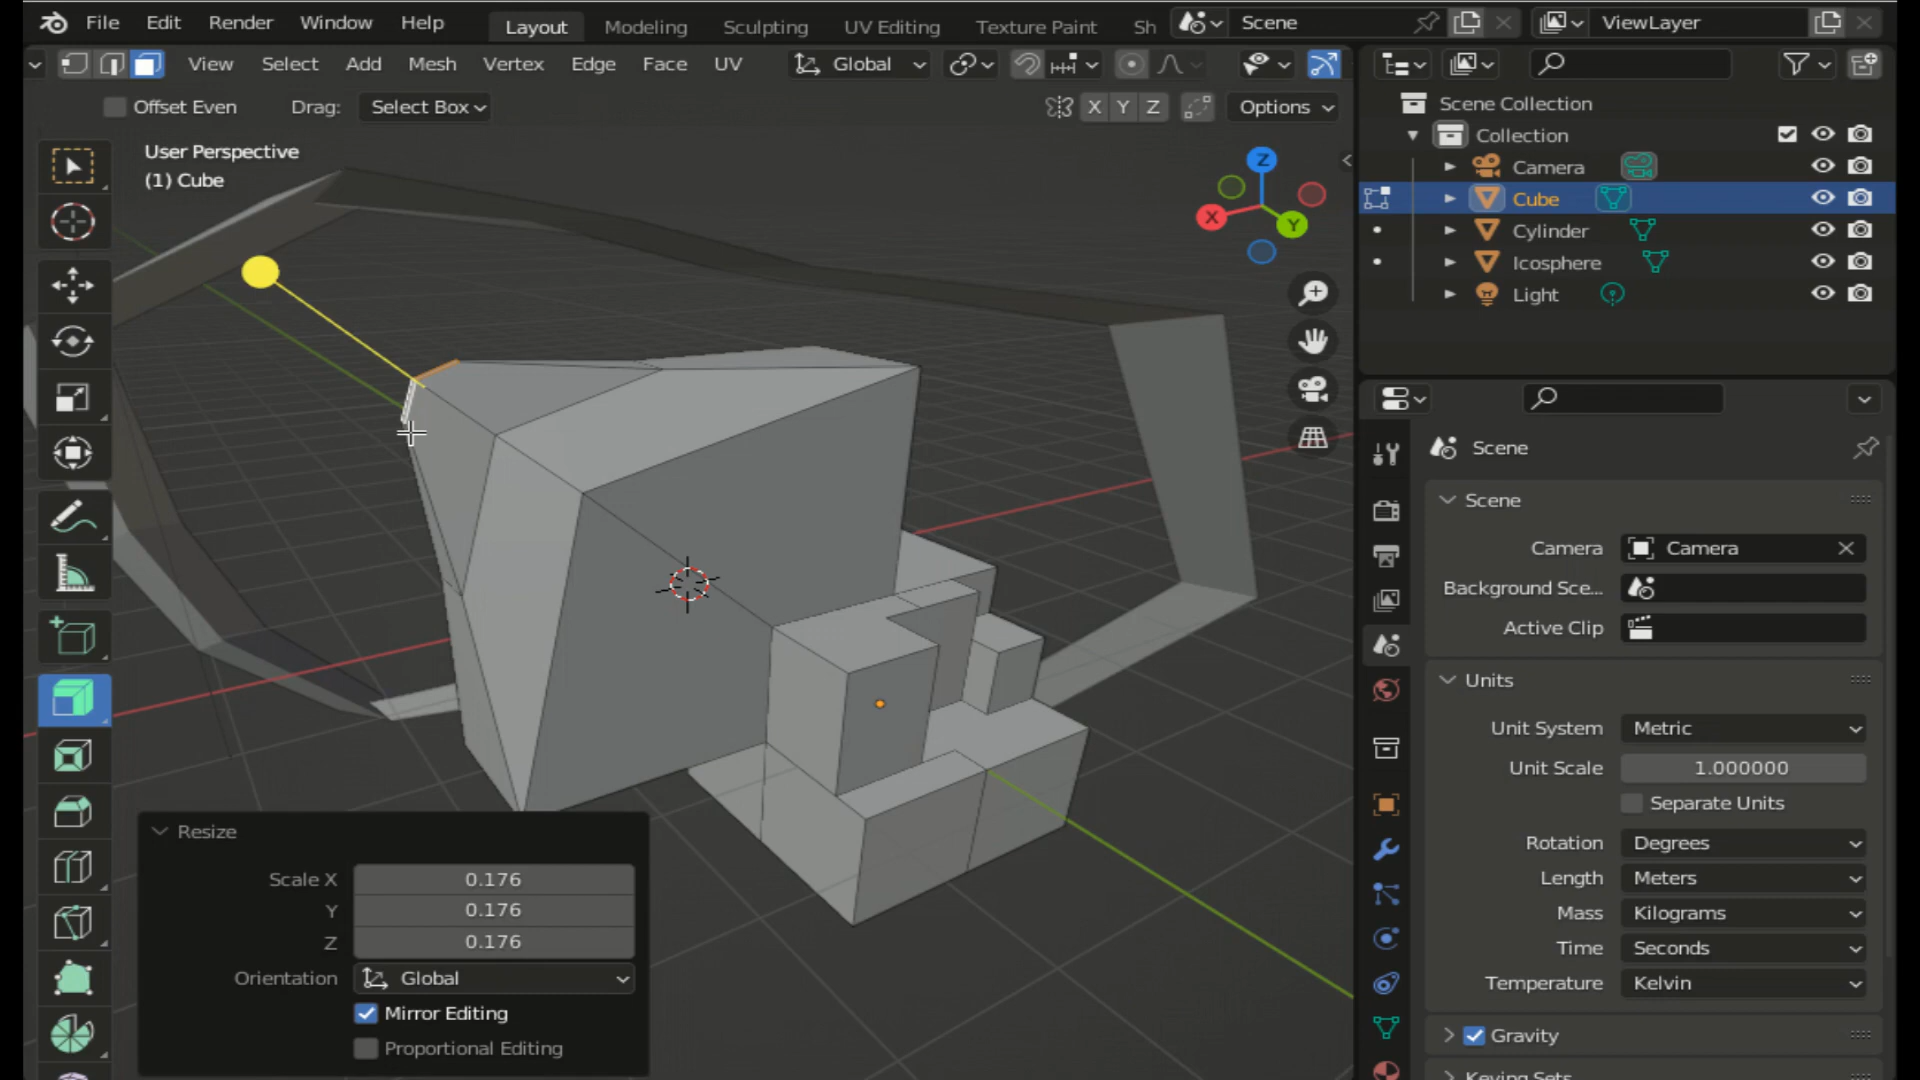 File Edit Render Window Help Layout Modeling Sculpting UV Editing Texture Paint Sh Scene ViewLayer
View Select Add Mesh Vertex Edge Face UV Global
Offset Even Drag: Select Box X Y Z Options
User Perspective
(1) Cube
Z
X
Y
Scene Collection
Collection
Camera
Cube
Cylinder
Icosphere
Light
Scene
Scene
Camera Camera
Background Sce...
Active Clip
Units
Unit System Metric
Unit Scale 1.000000
Separate Units
Rotation Degrees
Length Meters
Mass Kilograms
Time Seconds
Temperature Kelvin
Gravity
Keying Sets
Resize
Scale X 0.176
Y 0.176
Z 0.176
Orientation Global
Mirror Editing
Proportional Editing